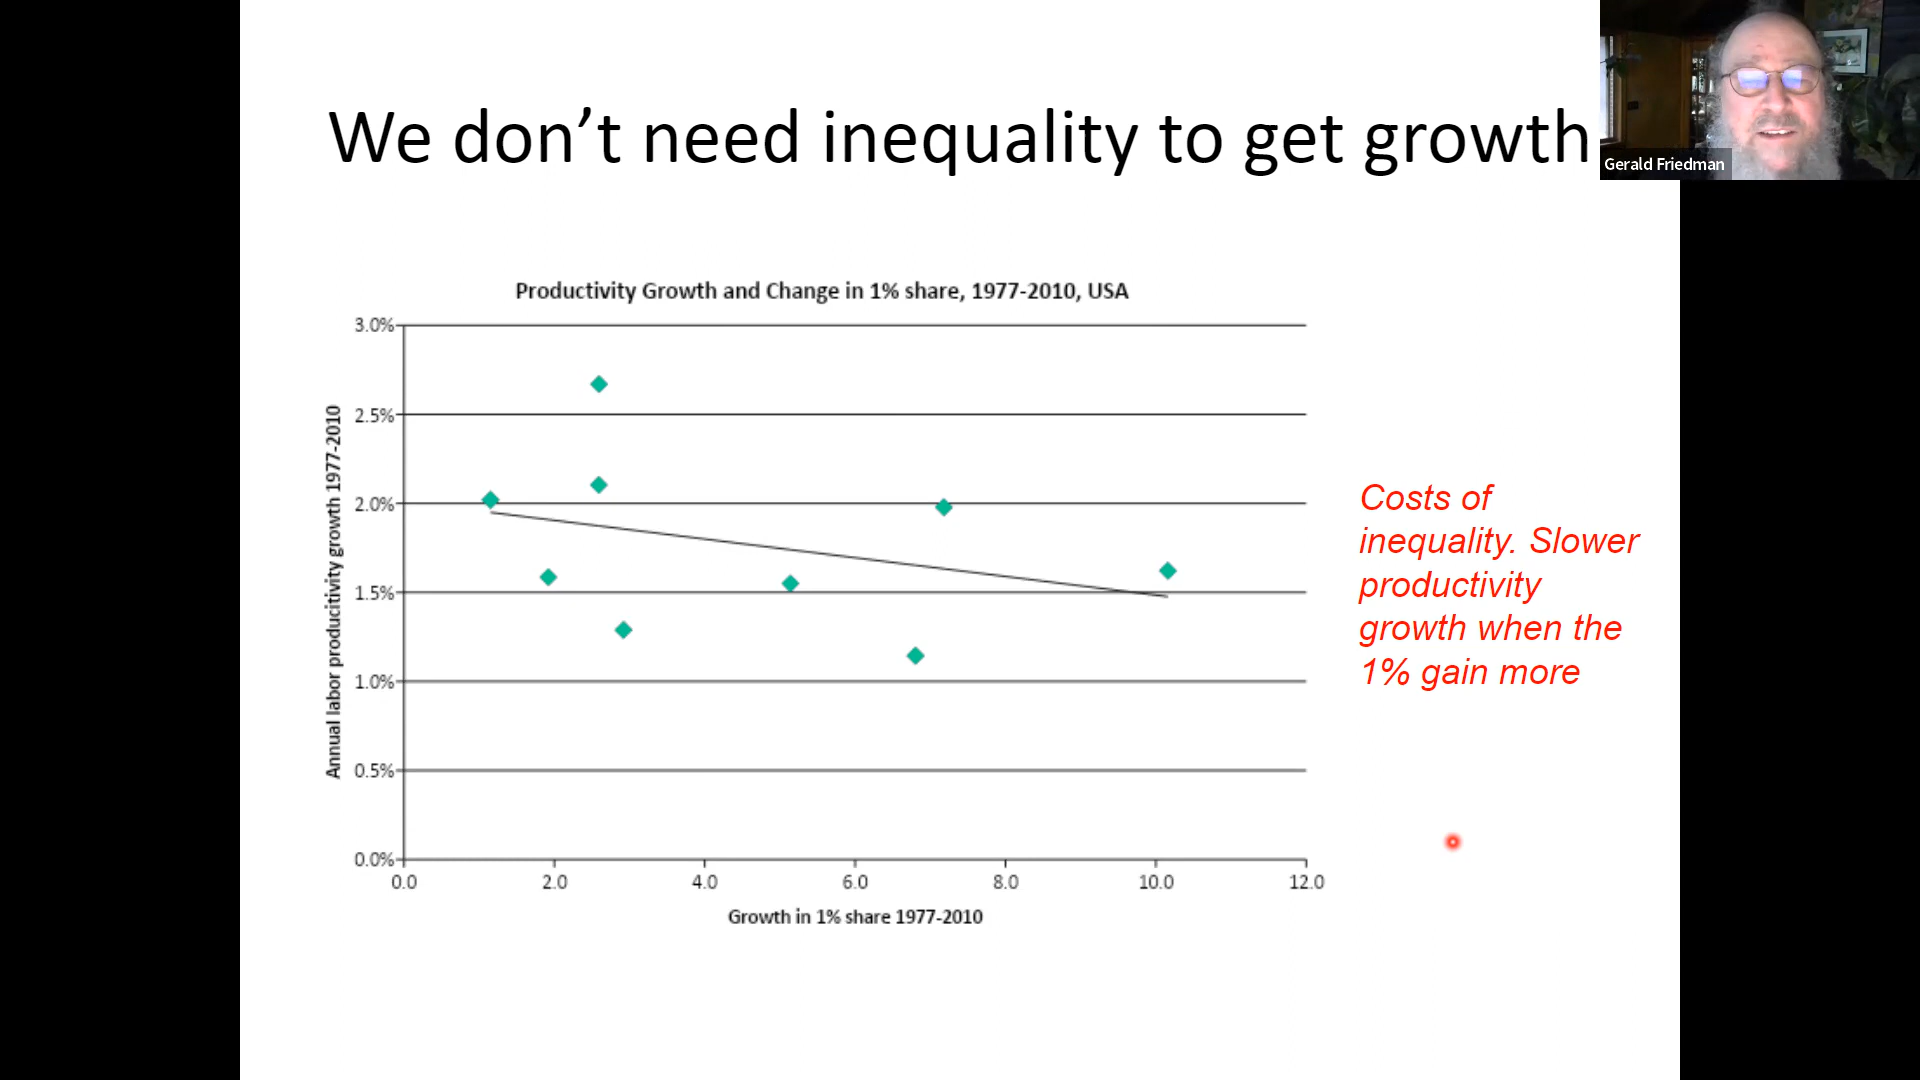 We don’t need inequality to get growth
Gerald Friedman
Productivity Growth and Change in 1% share, 1977-2010, USA
3.0%
2.5%
2.0%
1.5%
1.0%
0.5%
0.0%
Annual labor producitivity growth 1977-2010
0.0 2.0 4.0 6.0 8.0 10.0 12.0
Growth in 1% share 1977-2010
Costs of
inequality. Slower
productivity
growth when the
1% gain more